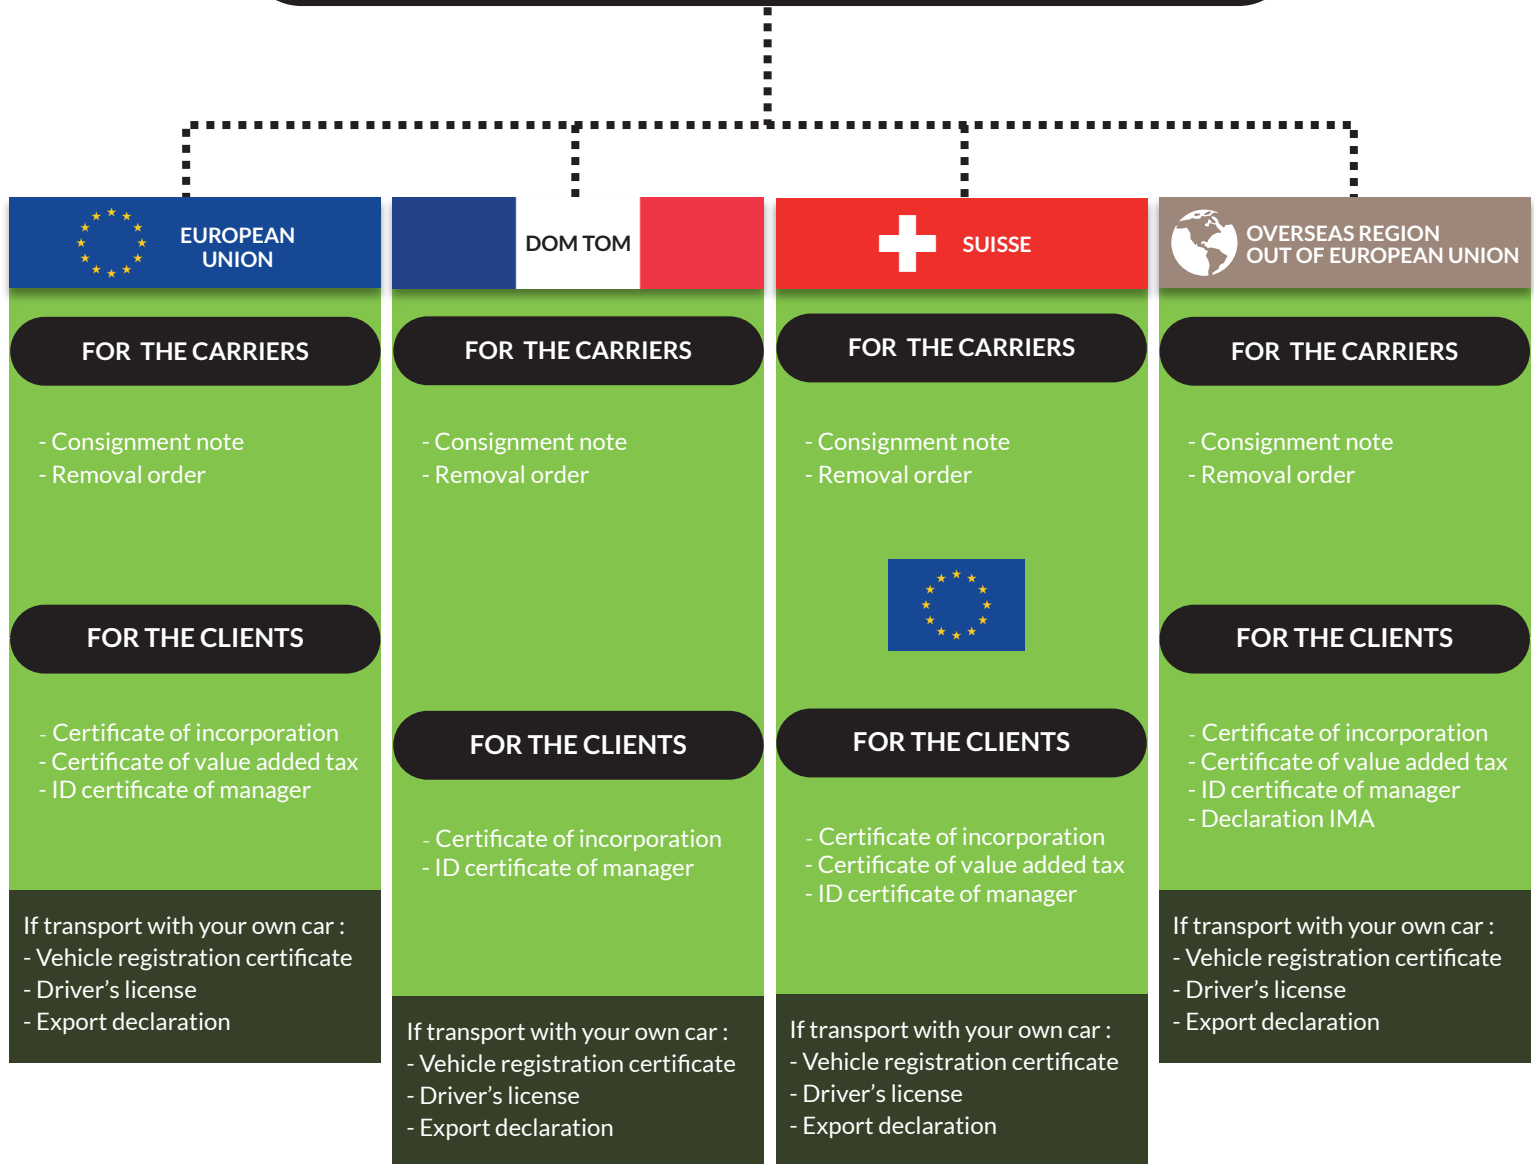 EUROPEAN
UNION
FOR THE CARRIERS
- Consignment note
- Removal order
FOR THE CLIENTS
- Certificate of incorporation
- Certificate of value added tax
- ID certificate of manager
If transport with your own car :
- Vehicle registration certificate
- Driver’s license
- Export declaration
DOM TOM
FOR THE CARRIERS
- Consignment note
- Removal order
FOR THE CLIENTS
- Certificate of incorporation
- ID certificate of manager
If transport with your own car :
- Vehicle registration certificate
- Driver’s license
- Export declaration
SUISSE
FOR THE CARRIERS
- Consignment note
- Removal order
FOR THE CLIENTS
- Certificate of incorporation
- Certificate of value added tax
- ID certificate of manager
If transport with your own car :
- Vehicle registration certificate
- Driver’s license
- Export declaration
OVERSEAS REGION
OUT OF EUROPEAN UNION
FOR THE CARRIERS
- Consignment note
- Removal order
FOR THE CLIENTS
- Certificate of incorporation
- Certificate of value added tax
- ID certificate of manager
- Declaration IMA
If transport with your own car :
- Vehicle registration certificate
- Driver’s license
- Export declaration